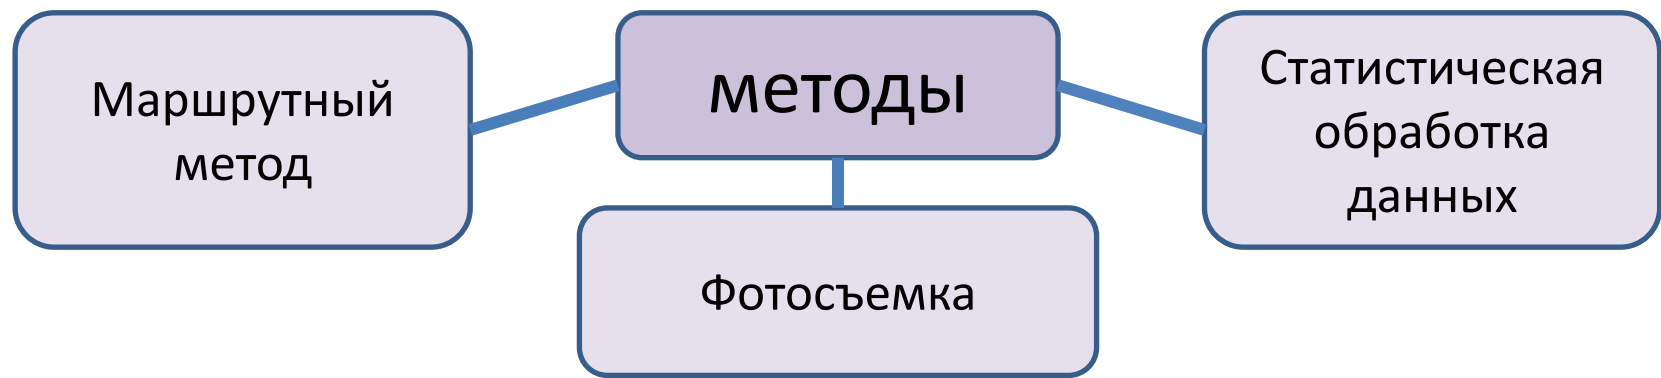 Маршрутный
метод
методы
Фотосъемка
Статистическая
обработка
данных